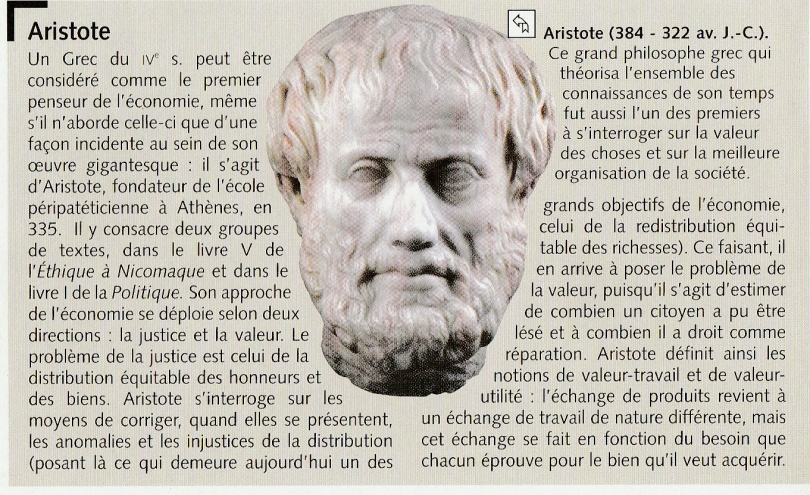 Aristote
Un Grec du IVe s. peut être
considéré comme le premier
penseur de l'économie, même
s'il n'aborde celle-ci que d'une
façon incidente au sein de son
œuvre gigantesque : il s'agit
d'Aristote, fondateur de l'école
péripatéticienne à Athènes, en
335. Il y consacre deux groupes
de textes, dans le livre V de
l'Éthique à Nicomaque et dans le
livre I de la Politique. Son approche
de l'économie se déploie selon deux
directions : la justice et la valeur. Le
problème de la justice est celui de la
distribution équitable des honneurs et
des biens. Aristote s'interroge sur les
moyens de corriger, quand elles se présentent,
les anomalies et les injustices de la distribution
(posant là ce qui demeure aujourd'hui un des
Aristote (384 - 322 av. J.-C.).
Ce grand philosophe grec qui
théorisa l'ensemble des
connaissances de son temps
fut aussi l'un des premiers
à s'interroger sur la valeur
des choses et sur la meilleure
organisation de la société.
grands objectifs de l'économie,
celui de la redistribution équi-
table des richesses). Ce faisant, il
en arrive à poser le problème de
la valeur, puisqu'il s'agit d'estimer
de combien un citoyen a pu être
lésé et à combien il a droit comme
réparation. Aristote définit ainsi les
notions de valeur-travail et de valeur-
utilité : l'échange de produits revient à
un échange de travail de nature différente, mais
cet échange se fait en fonction du besoin que
chacun éprouve pour le bien qu'il veut acquérir.